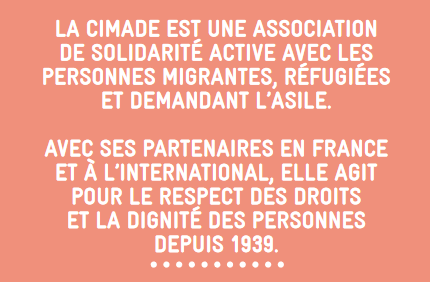 LA CIMADE EST UNE ASSOCIATION
DE SOLIDARITÉ ACTIVE AVEC LES
PERSONNES MIGRANTES, RÉFUGIÉES
ET DEMANDANT L'ASILE.
AVEC SES PARTENAIRES EN FRANCE
ET À L'INTERNATIONAL, ELLE AGIT
POUR LE RESPECT DES DROITS
ET LA DIGNITÉ DES PERSONNES
DEPUIS 1939.